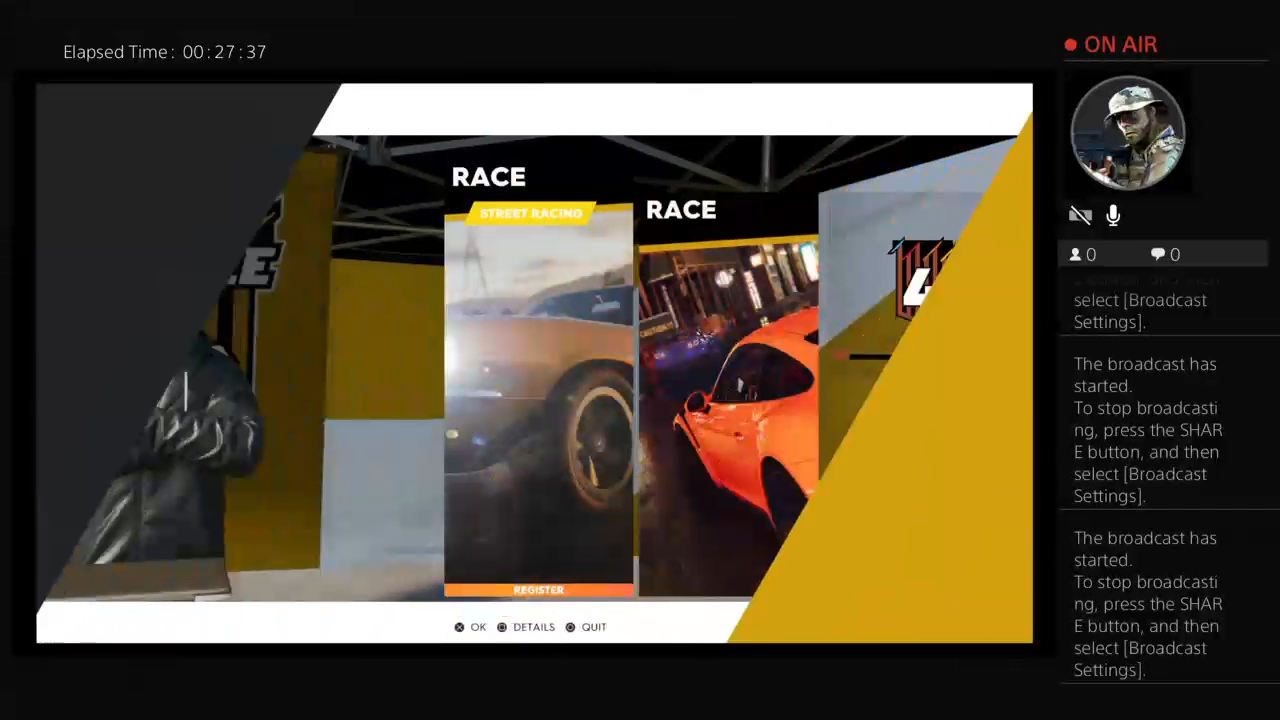 Elapsed Time: 00:27:37
ON AIR
RACE
STREET RACING
RACE
4
REGISTER
OK DETAILS QUIT
0 0
select [Broadcast
Settings].
The broadcast has
started.
To stop broadcasti
ng, press the SHAR
E button, and then
select [Broadcast
Settings].
The broadcast has
started.
To stop broadcasti
ng, press the SHAR
E button, and then
select [Broadcast
Settings].